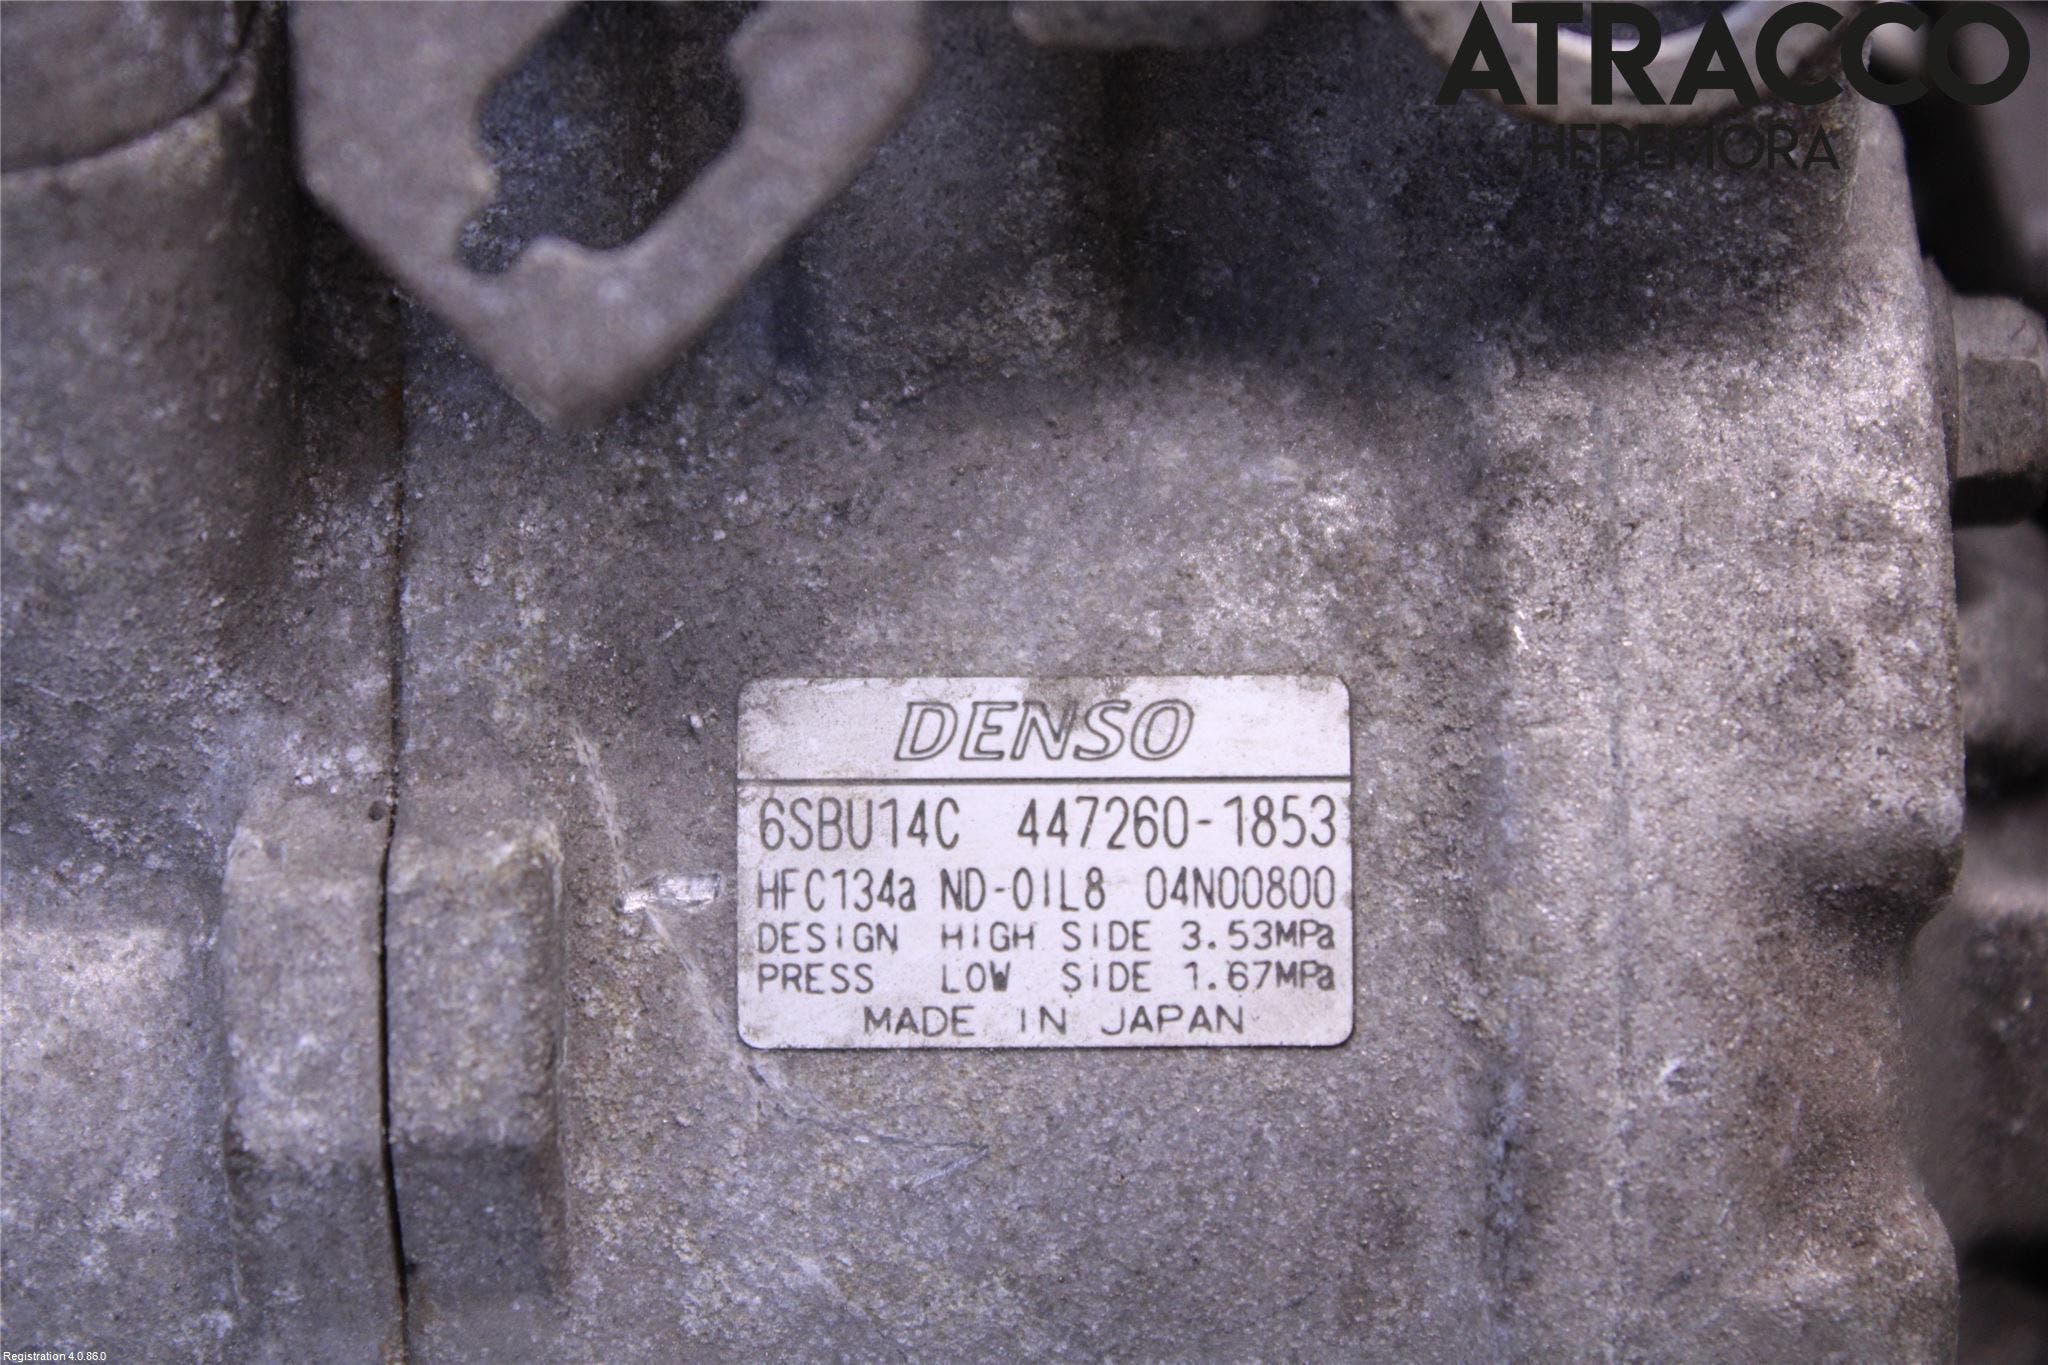 ATRACCO
HEDEMORA
DENSO
6SBU14C 447260-1853
HFC134a ND-OIL8 04N00800
DESIGN HIGH SIDE 3.53MPa
PRESS LOW SIDE 1.67MPa
MADE IN JAPAN
Registration 4.0.86.0